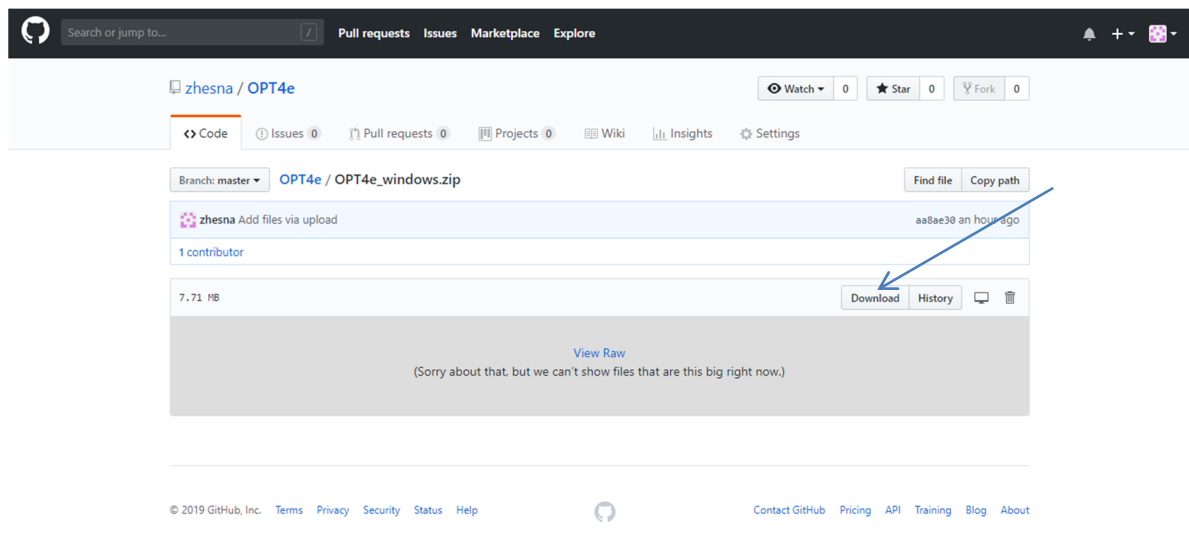 Search or jump to... / Pull requests Issues Marketplace Explore
zhesna / OPT4e Watch 0 Star 0 Fork 0
Code Issues 0 Pull requests 0 Projects 0 Wiki Insights Settings
Branch: master OPT4e / OPT4e_windows.zip Find file Copy path
zhesna Add files via upload aa8ae30 an hour ago
1 contributor
7.71 MB Download History
View Raw
(Sorry about that, but we can't show files that are this big right now.)
© 2019 GitHub, Inc. Terms Privacy Security Status Help Contact GitHub Pricing API Training Blog About